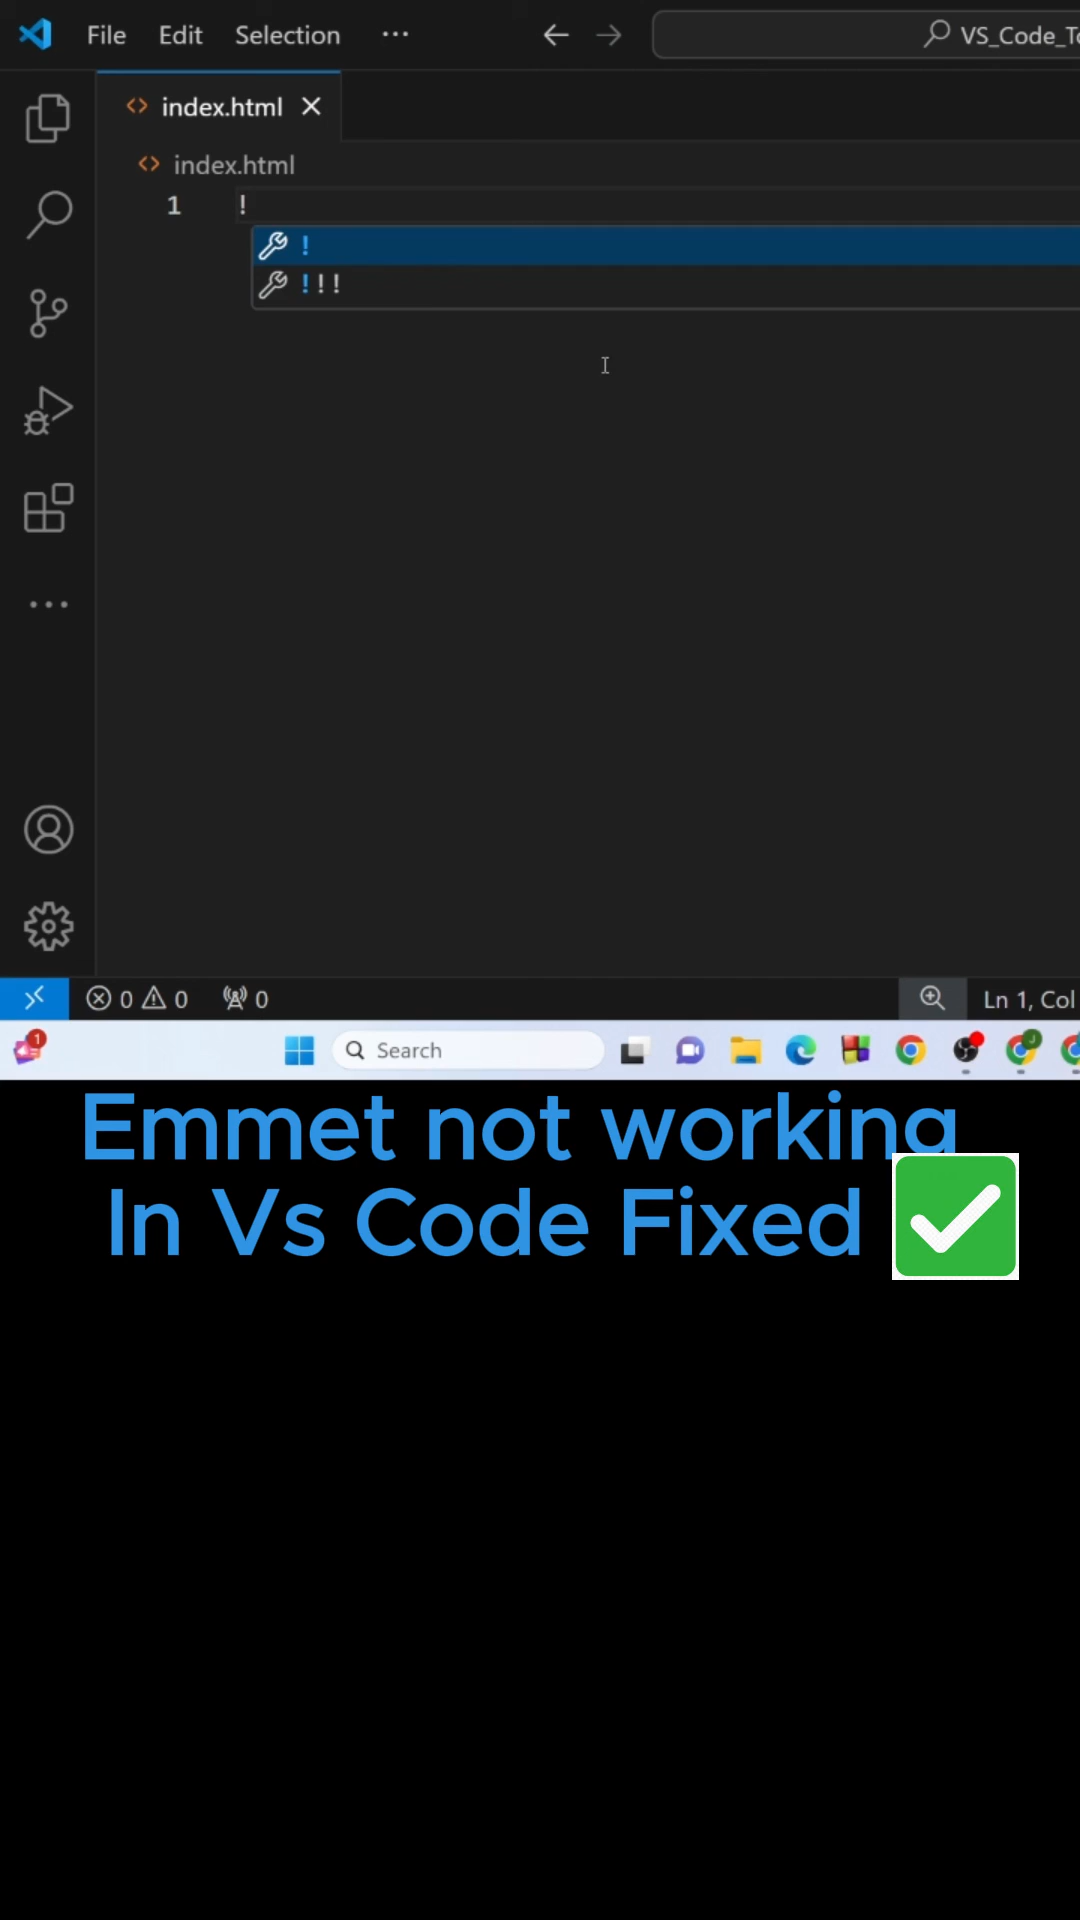 File Edit Selection ··· VS_Code_T
index.html
index.html
1 !
!
!!!
0 0 0 Ln 1, Col
1 Search J
Emmet not working
In Vs Code Fixed